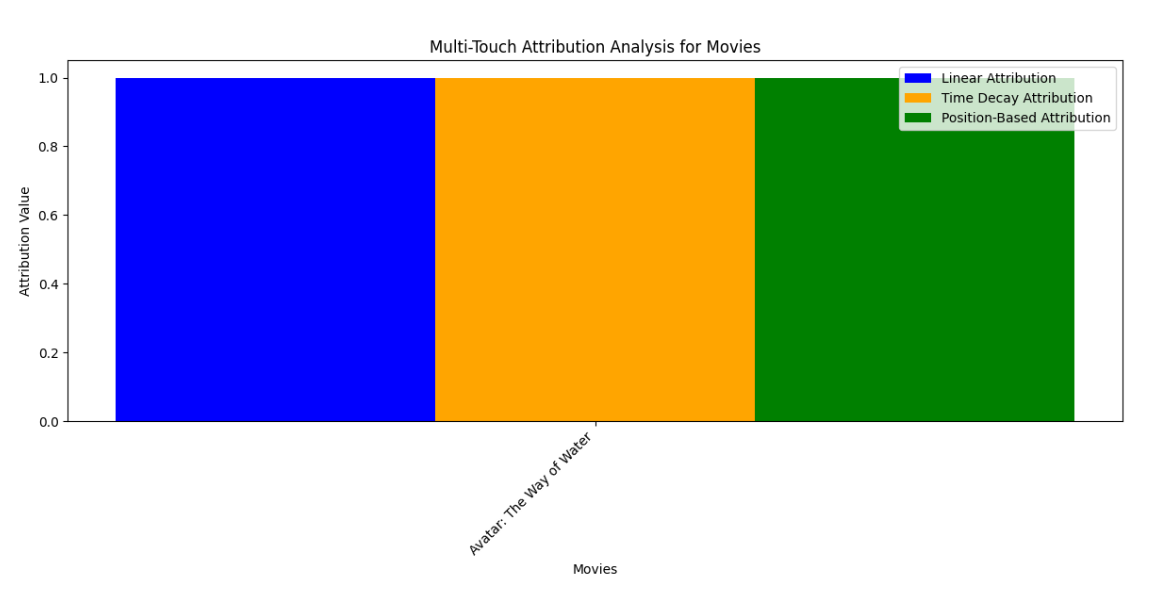 Multi-Touch Attribution Analysis for Movies
Linear Attribution
Time Decay Attribution
Position-Based Attribution
Attribution Value
1.0
0.8
0.6
0.4
0.2
0.0
Avatar: The Way of Water
Movies